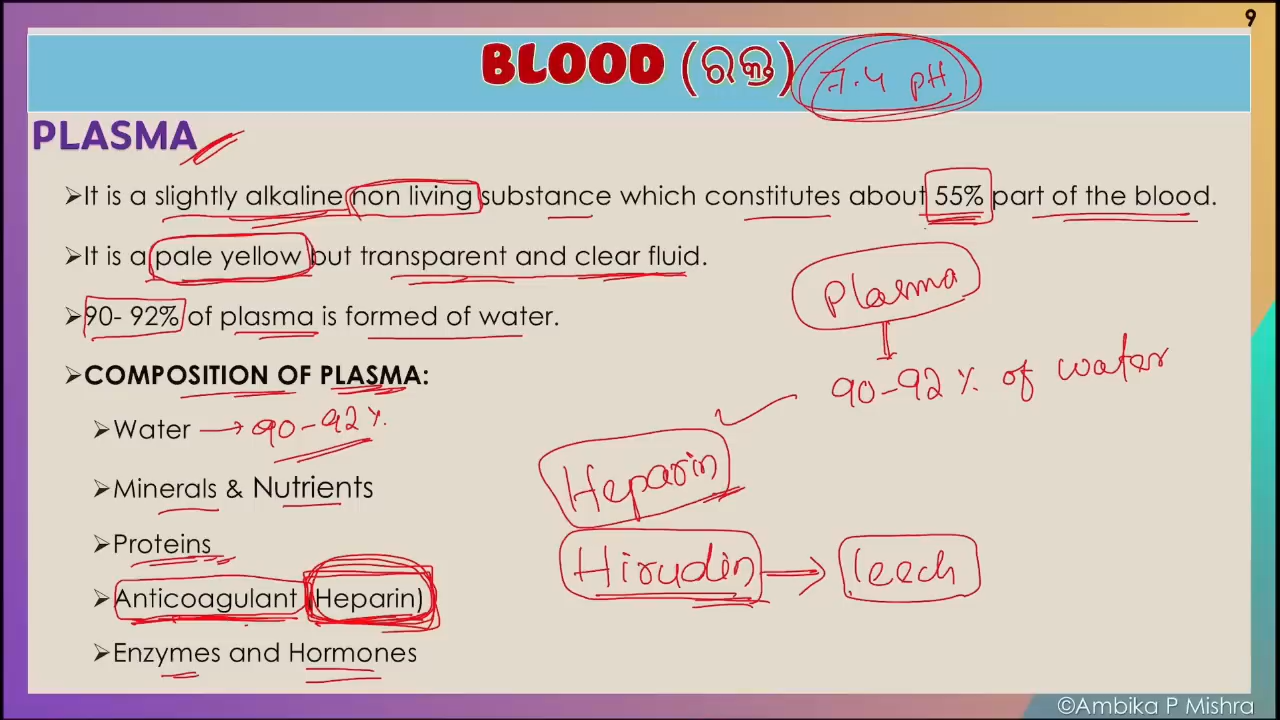 9
BLOOD (ରକ୍ତ) 7.4 pH
PLASMA
➢It is a slightly alkaline non living substance which constitutes about 55% part of the blood.
➢It is a pale yellow but transparent and clear fluid.
Plasma
➢90- 92% of plasma is formed of water.
90-92% of water
➢COMPOSITION OF PLASMA:
➢Water → 90-92%
Heparin
➢Minerals & Nutrients
➢Proteins
Hirudin → leech
➢Anticoagulant (Heparin)
➢Enzymes and Hormones
©Ambika P Mishra